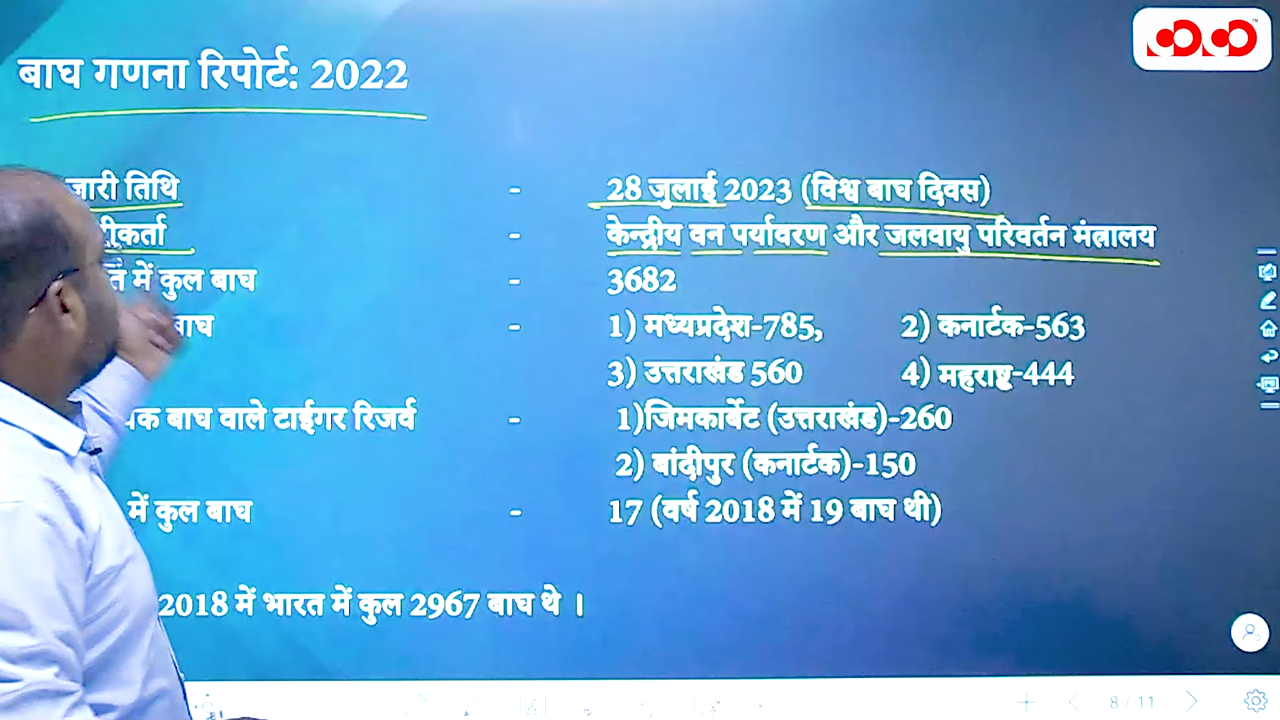 बाघ गणना रिपोर्ट: 2022
जारी तिथि - 28 जुलाई 2023 (विश्व बाघ दिवस)
- केन्द्रीय वन पर्यावरण और जलवायु परिवर्तन मंत्रालय
में कुल बाघ - 3682
बाघ - 1) मध्यप्रदेश-785, 2) कनार्टक-563
3) उत्तराखंड 560 4) महराष्ट्र-444
बाघ वाले टाईगर रिजर्व - 1)जिमकार्बेट (उत्तराखंड)-260
2) बांदीपुर (कनार्टक)-150
में कुल बाघ - 17 (वर्ष 2018 में 19 बाघ थी)
2018 में भारत में कुल 2967 बाघ थे ।
8 / 11